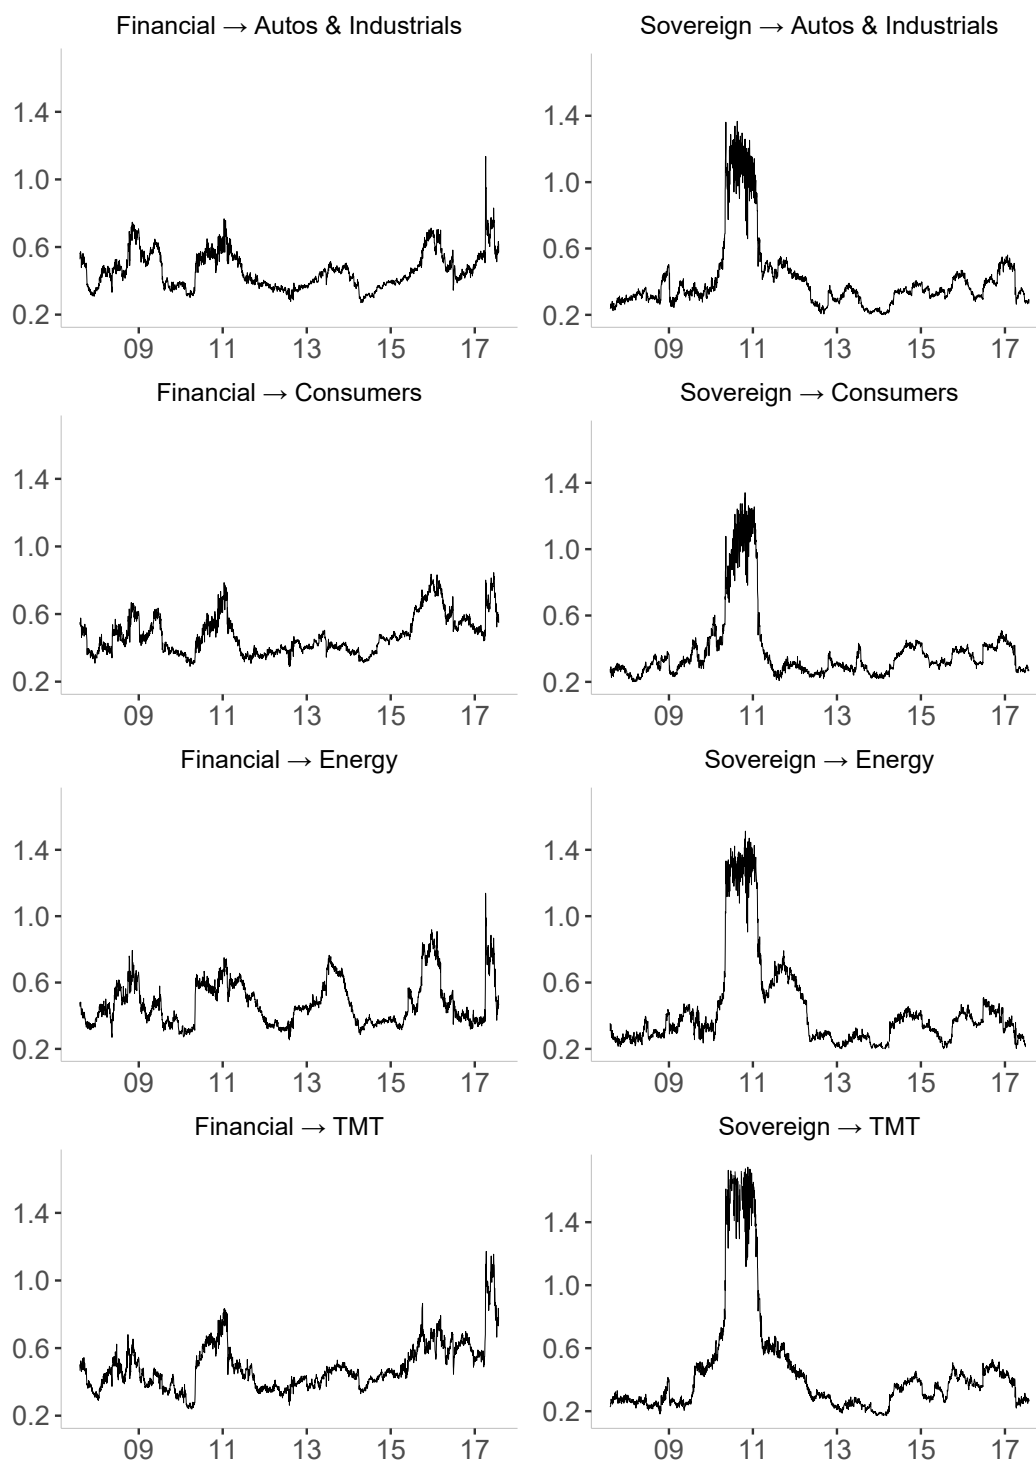 Financial → Autos & Industrials
1.4
1.0
0.6
0.2
09 11 13 15 17
Sovereign → Autos & Industrials
1.4
1.0
0.6
0.2
09 11 13 15 17
Financial → Consumers
1.4
1.0
0.6
0.2
09 11 13 15 17
Sovereign → Consumers
1.4
1.0
0.6
0.2
09 11 13 15 17
Financial → Energy
1.4
1.0
0.6
0.2
09 11 13 15 17
Sovereign → Energy
1.4
1.0
0.6
0.2
09 11 13 15 17
Financial → TMT
1.4
1.0
0.6
0.2
09 11 13 15 17
Sovereign → TMT
1.4
1.0
0.6
0.2
09 11 13 15 17